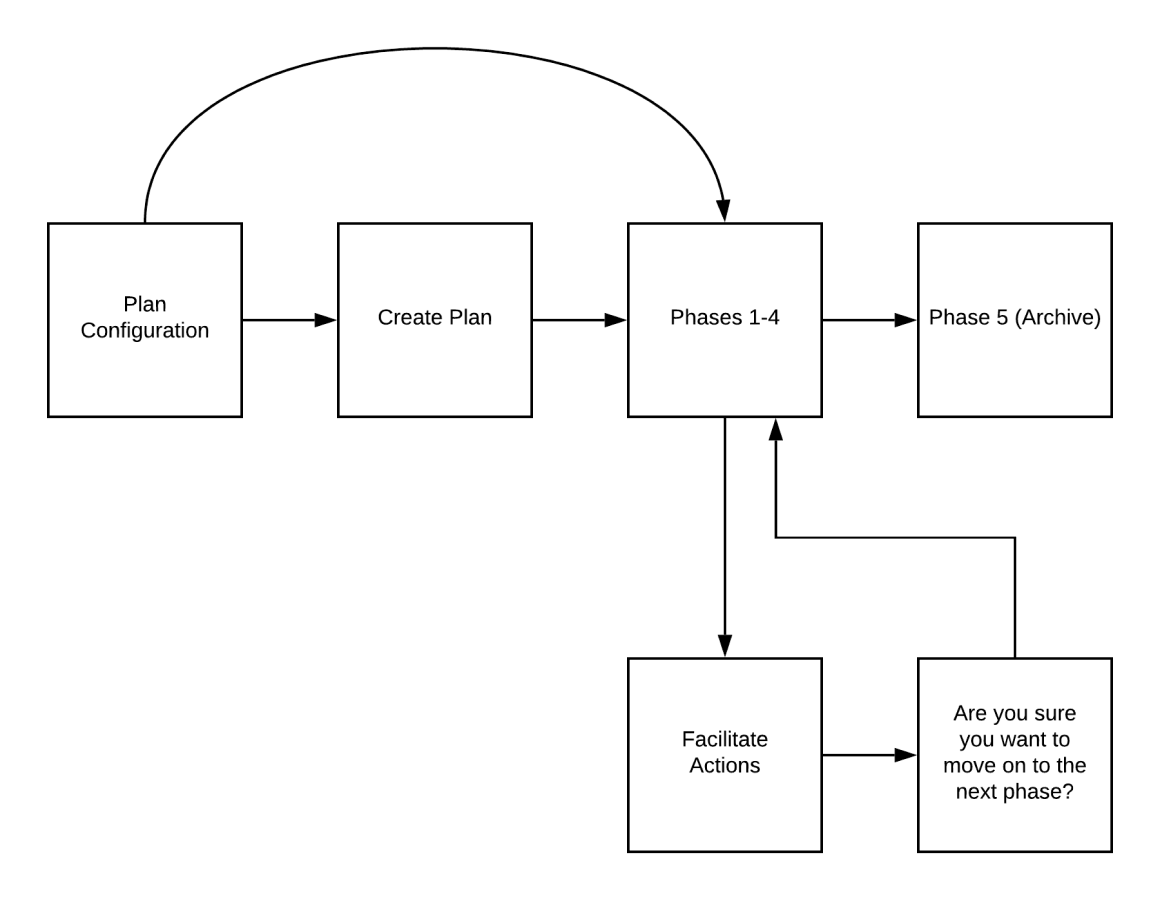 Plan
Configuration
Create Plan
Phases 1-4
Phase 5 (Archive)
Facilitate
Actions
Are you sure
you want to
move on to the
next phase?